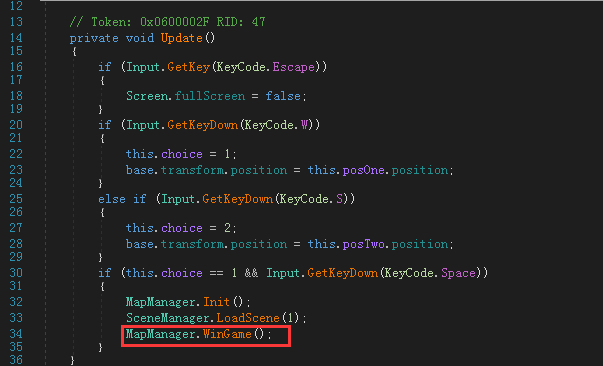 12
13 // Token: 0x0600002F RID: 47
14 private void Update()
15 {
16 if (Input.GetKey(KeyCode.Escape))
17 {
18 Screen.fullScreen = false;
19 }
20 if (Input.GetKeyDown(KeyCode.W))
21 {
22 this.choice = 1;
23 base.transform.position = this.posOne.position;
24 }
25 else if (Input.GetKeyDown(KeyCode.S))
26 {
27 this.choice = 2;
28 base.transform.position = this.posTwo.position;
29 }
30 if (this.choice == 1 && Input.GetKeyDown(KeyCode.Space))
31 {
32 MapManager.Init();
33 SceneManager.LoadScene(1);
34 MapManager.WinGame();
35 }
36 }